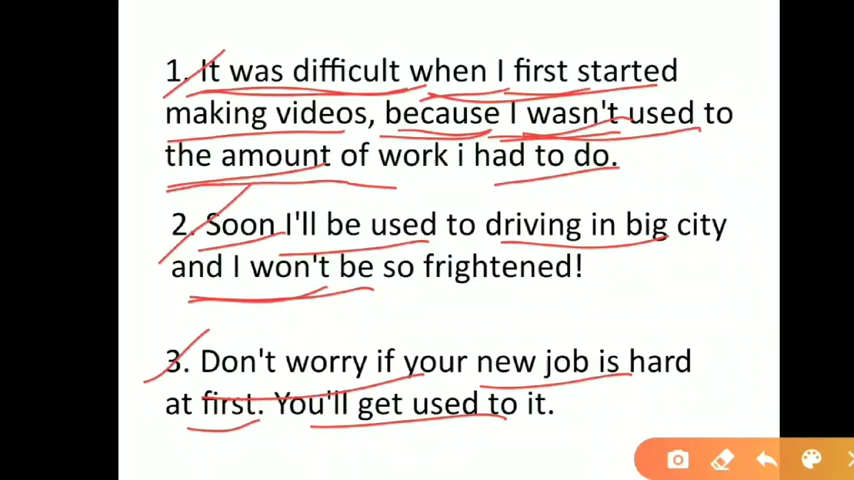 1. It was difficult when I first started
making videos, because I wasn't used to
the amount of work i had to do.
2. Soon I'll be used to driving in big city
and I won't be so frightened!
3. Don't worry if your new job is hard
at first. You'll get used to it.